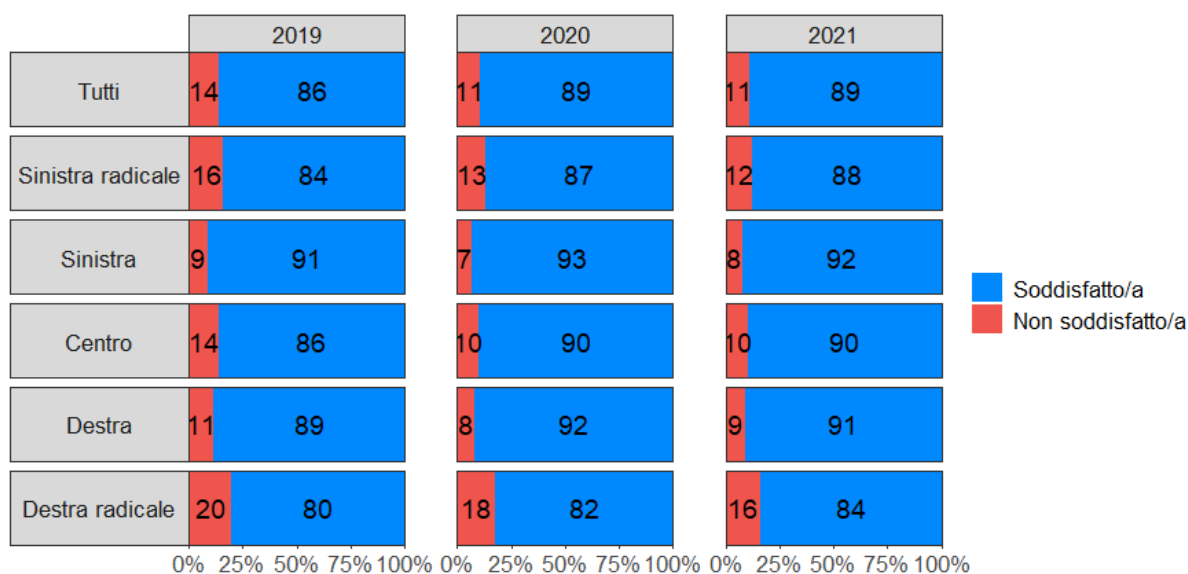 2019 2020 2021
Tutti 14 86 11 89 11 89
Sinistra radicale 16 84 13 87 12 88
Sinistra 9 91 7 93 8 92
Centro 14 86 10 90 10 90
Destra 11 89 8 92 9 91
Destra radicale 20 80 18 82 16 84
0% 25% 50% 75% 100% 0% 25% 50% 75% 100% 0% 25% 50% 75% 100%
Soddisfatto/a
Non soddisfatto/a